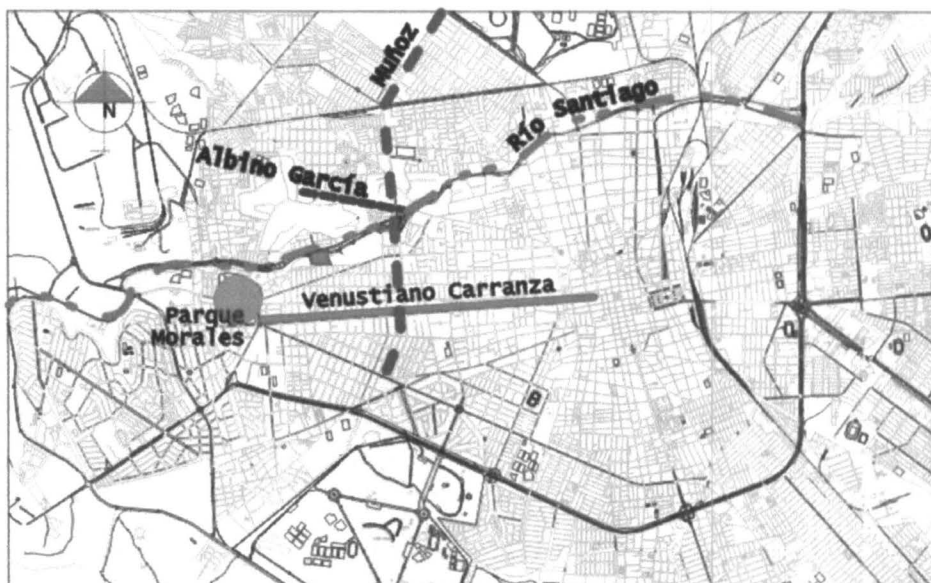 Muñoz
Río Santiago
N
Albino García
Venustiano Carranza
Parque
Morales